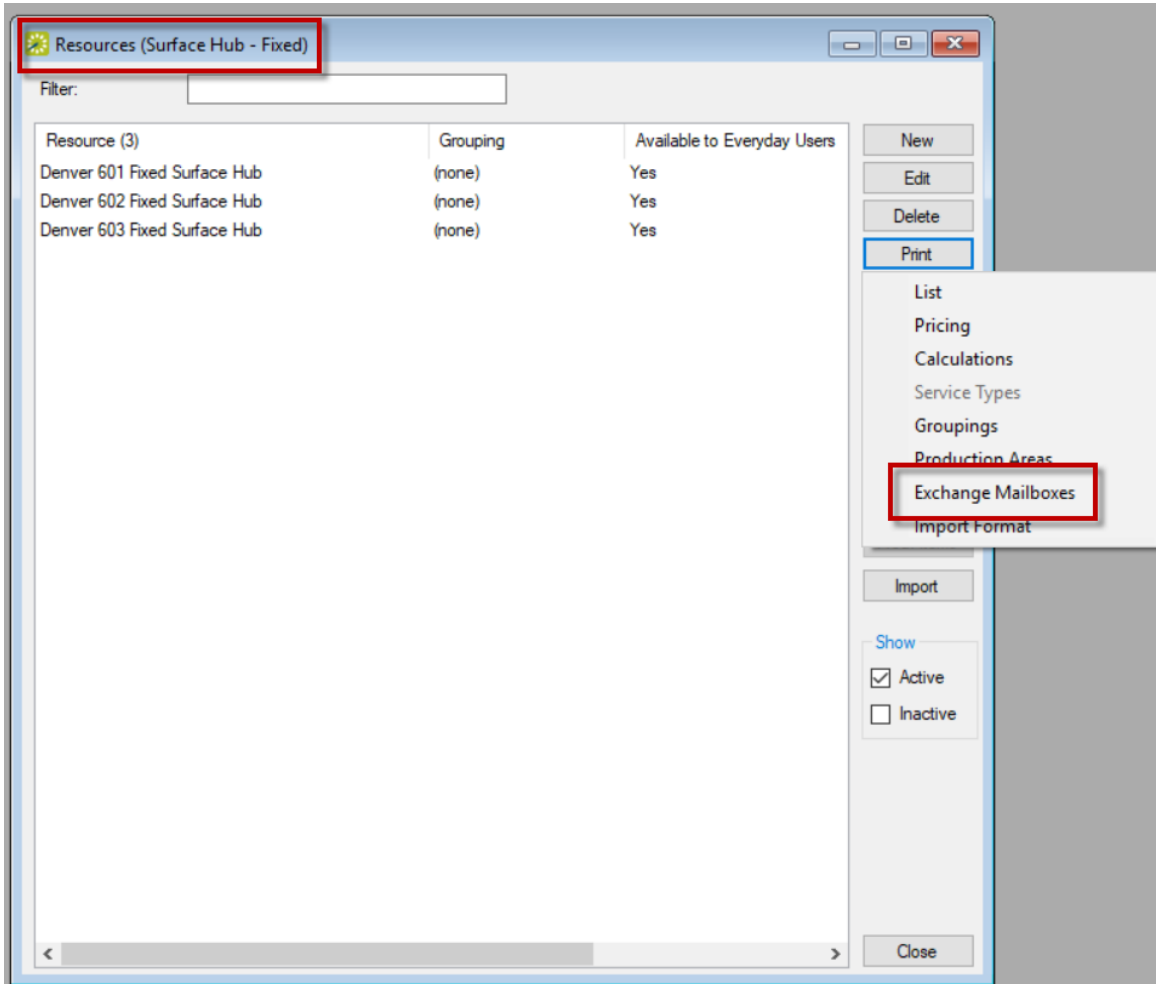 Resources (Surface Hub - Fixed)
Filter:
Resource (3) Grouping Available to Everyday Users
Denver 601 Fixed Surface Hub (none) Yes
Denver 602 Fixed Surface Hub (none) Yes
Denver 603 Fixed Surface Hub (none) Yes
New
Edit
Delete
Print
List
Pricing
Calculations
Service Types
Groupings
Production Areas
Exchange Mailboxes
Import Format
Import
Show
Active
Inactive
Close